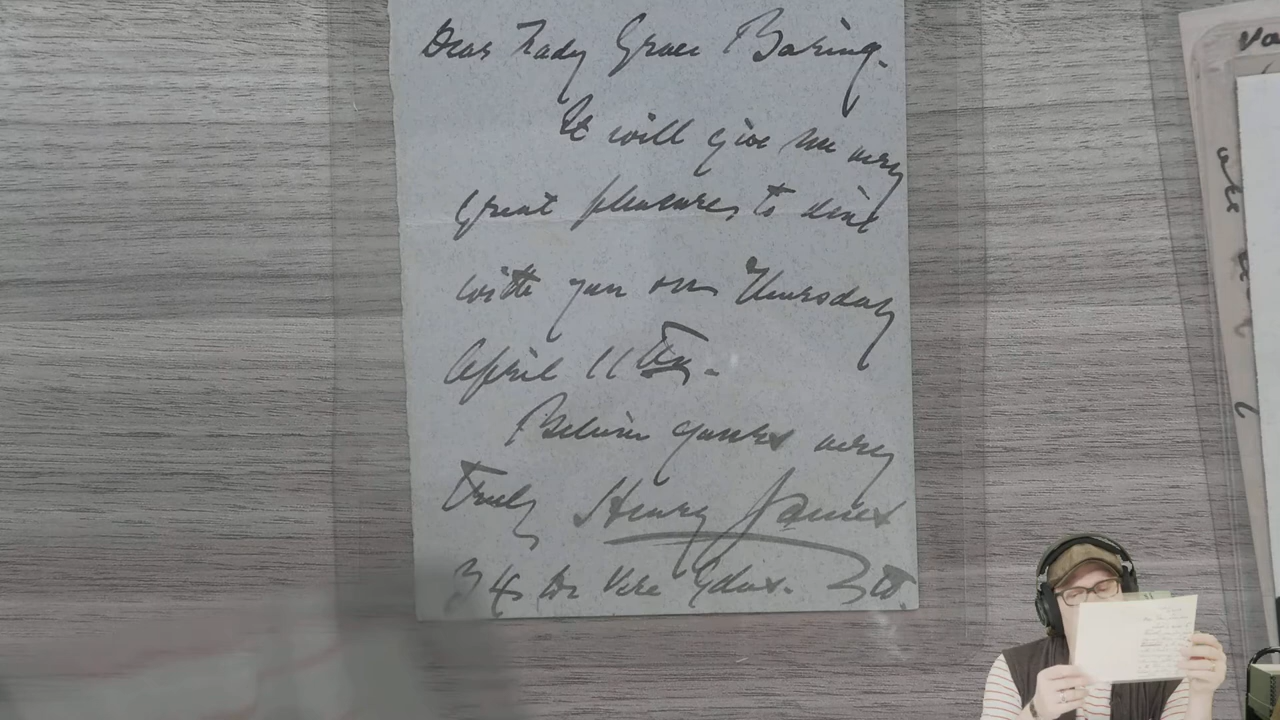 Dear Lady Grace Baring.
It will give me very
great pleasure to dine
with you on Thursday
April 11th.
Believe yours very
truly Henry James
34 De Vere Gdns.